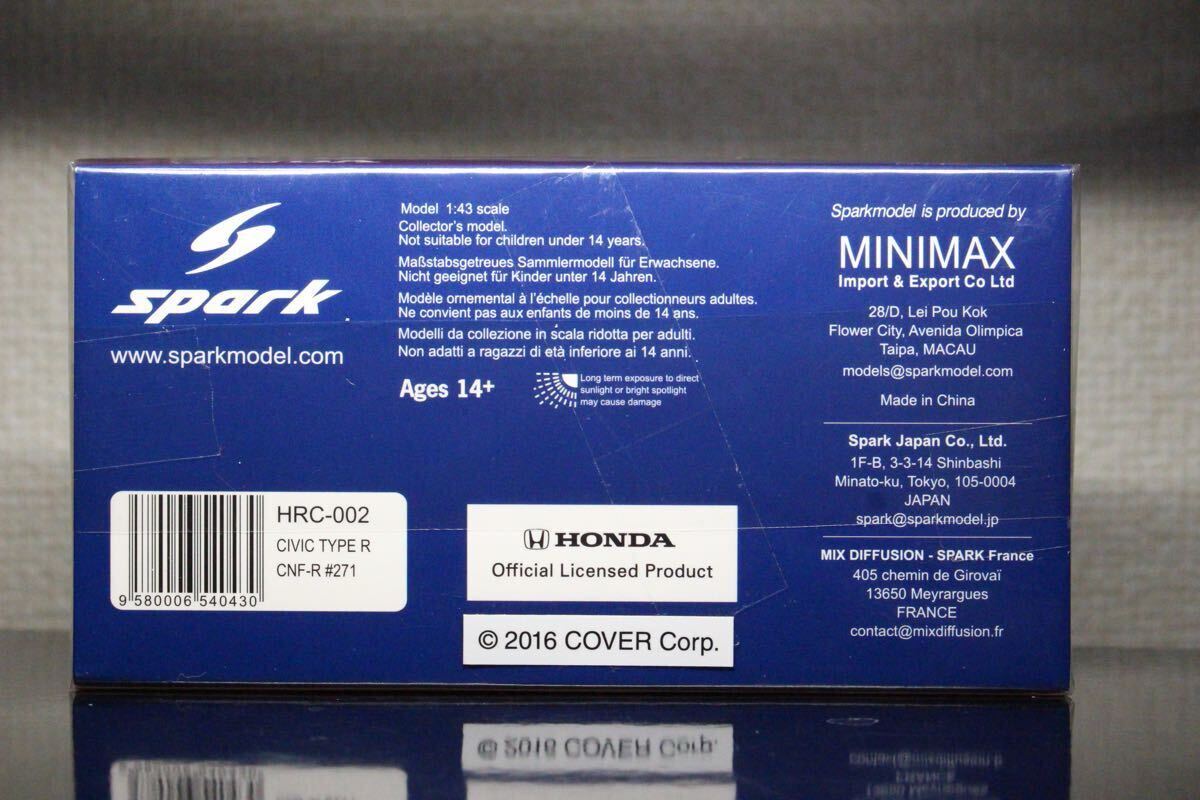 spark
www.sparkmodel.com
Model 1:43 scale
Collector's model.
Not suitable for children under 14 years.
Maßstabsgetreues Sammlermodell für Erwachsene.
Nicht geeignet für Kinder unter 14 Jahren.
Modèle ornemental à l'échelle pour collectionneurs adultes.
Ne convient pas aux enfants de moins de 14 ans.
Modelli da collezione in scala ridotta per adulti.
Non adatti a ragazzi di età inferiore ai 14 anni.
Ages 14+
Long term exposure to direct
sunlight or bright spotlight
may cause damage
Sparkmodel is produced by
MINIMAX
Import & Export Co Ltd
28/D, Lei Pou Kok
Flower City, Avenida Olimpica
Taipa, MACAU
models@sparkmodel.com
Made in China
Spark Japan Co., Ltd.
1F-B, 3-3-14 Shinbashi
Minato-ku, Tokyo, 105-0004
JAPAN
spark@sparkmodel.jp
MIX DIFFUSION - SPARK France
405 chemin de Girovaï
13650 Meyrargues
FRANCE
contact@mixdiffusion.fr
HRC-002
CIVIC TYPE R
CNF-R #271
9 580006 540430
HONDA
Official Licensed Product
© 2016 COVER Corp.